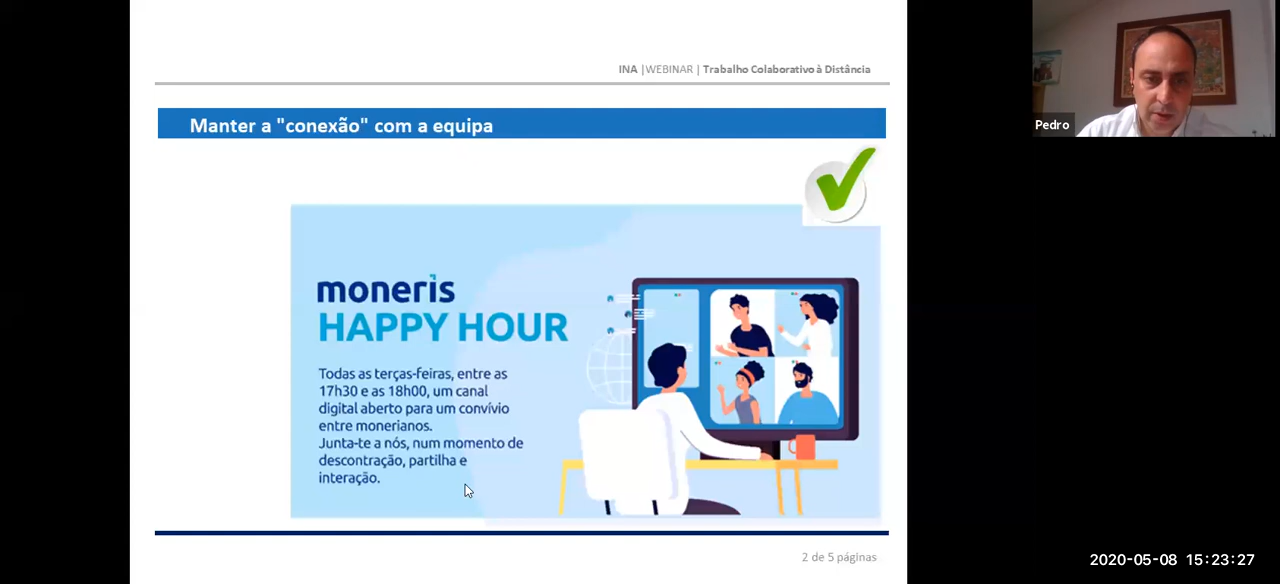 INA | WEBINAR | Trabalho Colaborativo à Distância
Manter a "conexão" com a equipa
moneris
HAPPY HOUR
Todas as terças-feiras, entre as
17h30 e as 18h00, um canal
digital aberto para um convívio
entre monerianos.
Junta-te a nós, num momento de
descontração, partilha e
interação.
2 de 5 páginas
Pedro
2020-05-08 15:23:27